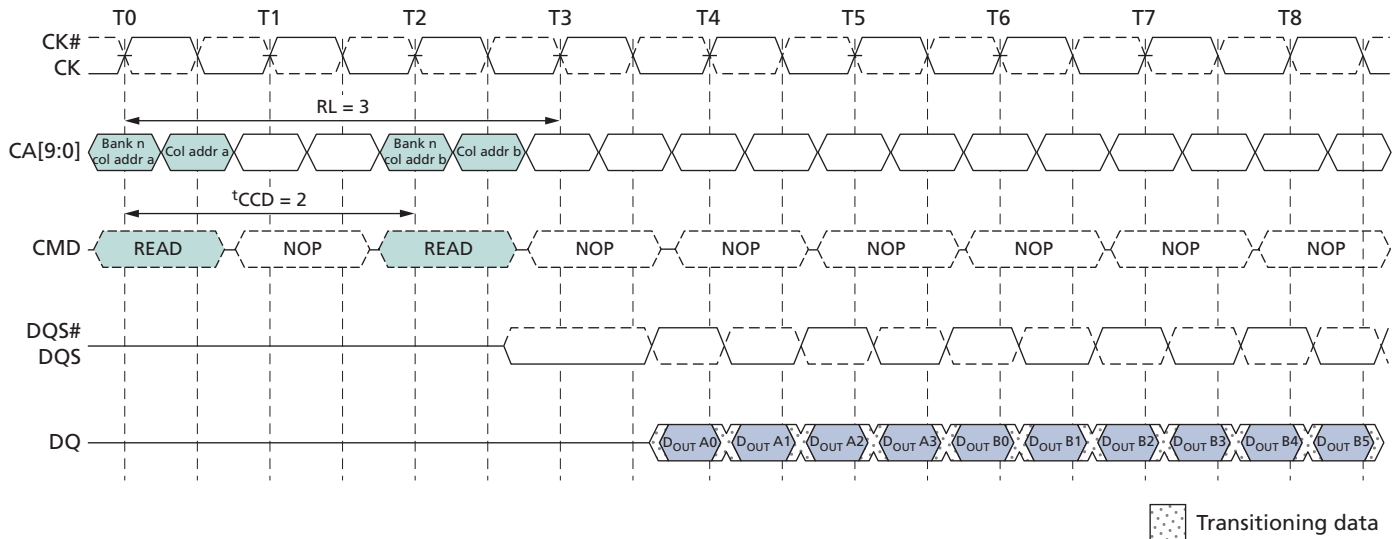 T0 T1 T2 T3 T4 T5 T6 T7 T8
CK#
CK
RL = 3
CA[9:0] Bank n col addr a Col addr a Bank n col addr b Col addr b
tCCD = 2
CMD READ NOP READ NOP NOP NOP NOP NOP NOP
DQS#
DQS
DQ DOUT A0 DOUT A1 DOUT A2 DOUT A3 DOUT B0 DOUT B1 DOUT B2 DOUT B3 DOUT B4 DOUT B5
Transitioning data